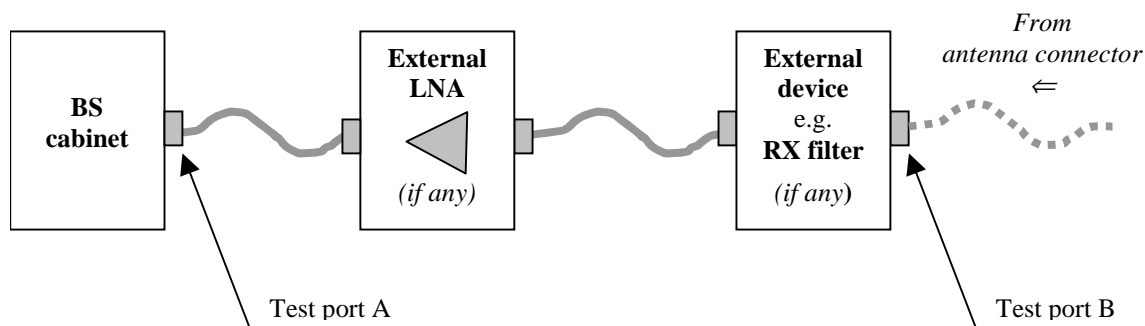 BS
cabinet
External
LNA
(if any)
External
device
e.g.
RX filter
(if any)
From
antenna connector
⇐
Test port A
Test port B